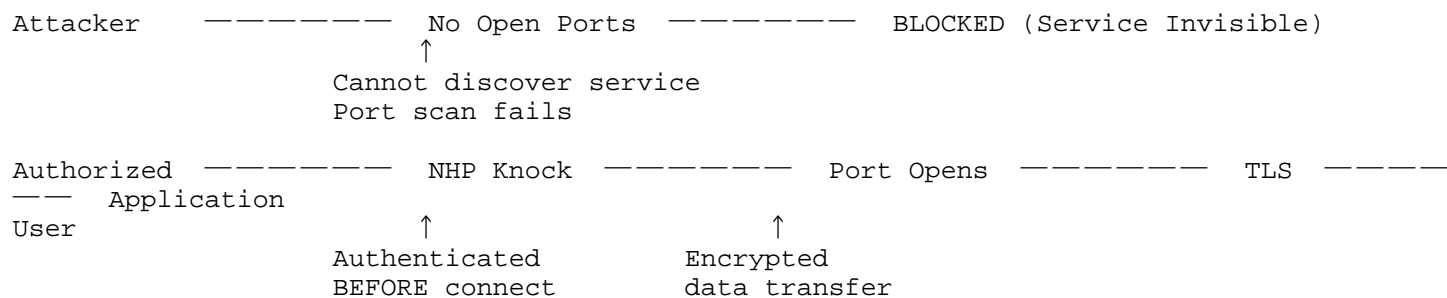 Attacker —————— No Open Ports —————— BLOCKED (Service Invisible)
↑
Cannot discover service
Port scan fails
Authorized —————— NHP Knock —————— Port Opens —————— TLS ————
—— Application
User ↑ ↑
Authenticated Encrypted
BEFORE connect data transfer